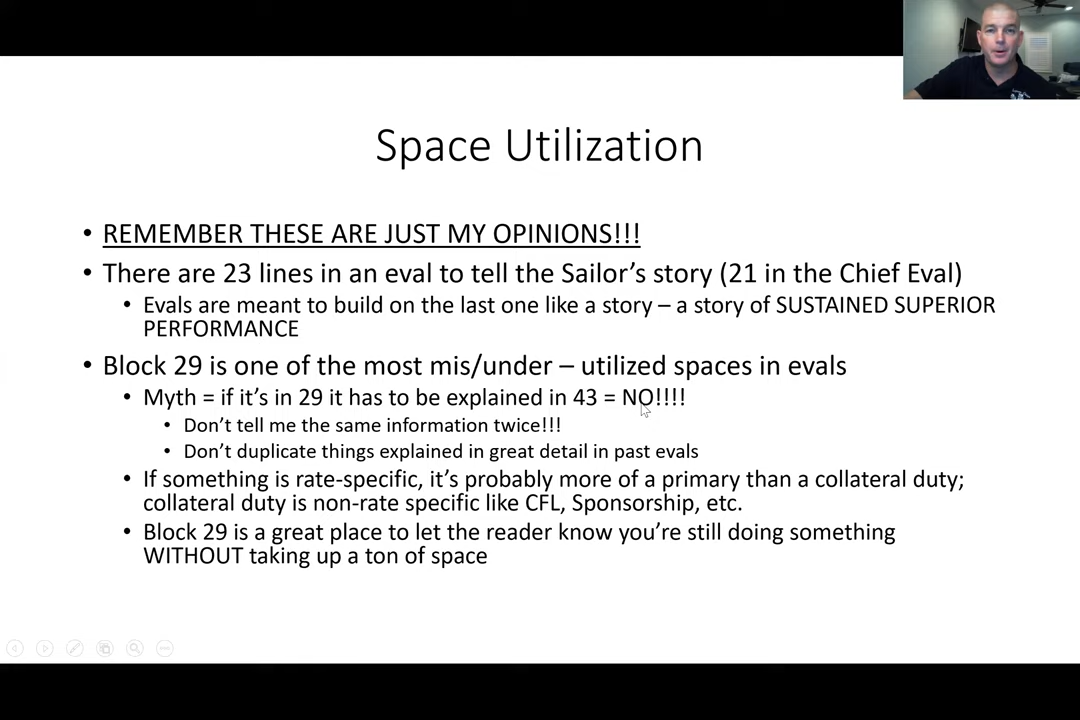 Space Utilization
• REMEMBER THESE ARE JUST MY OPINIONS!!!
• There are 23 lines in an eval to tell the Sailor’s story (21 in the Chief Eval)
• Evals are meant to build on the last one like a story – a story of SUSTAINED SUPERIOR
PERFORMANCE
• Block 29 is one of the most mis/under – utilized spaces in evals
• Myth = if it’s in 29 it has to be explained in 43 = NO!!!!
• Don’t tell me the same information twice!!!
• Don’t duplicate things explained in great detail in past evals
• If something is rate-specific, it’s probably more of a primary than a collateral duty;
collateral duty is non-rate specific like CFL, Sponsorship, etc.
• Block 29 is a great place to let the reader know you’re still doing something
WITHOUT taking up a ton of space